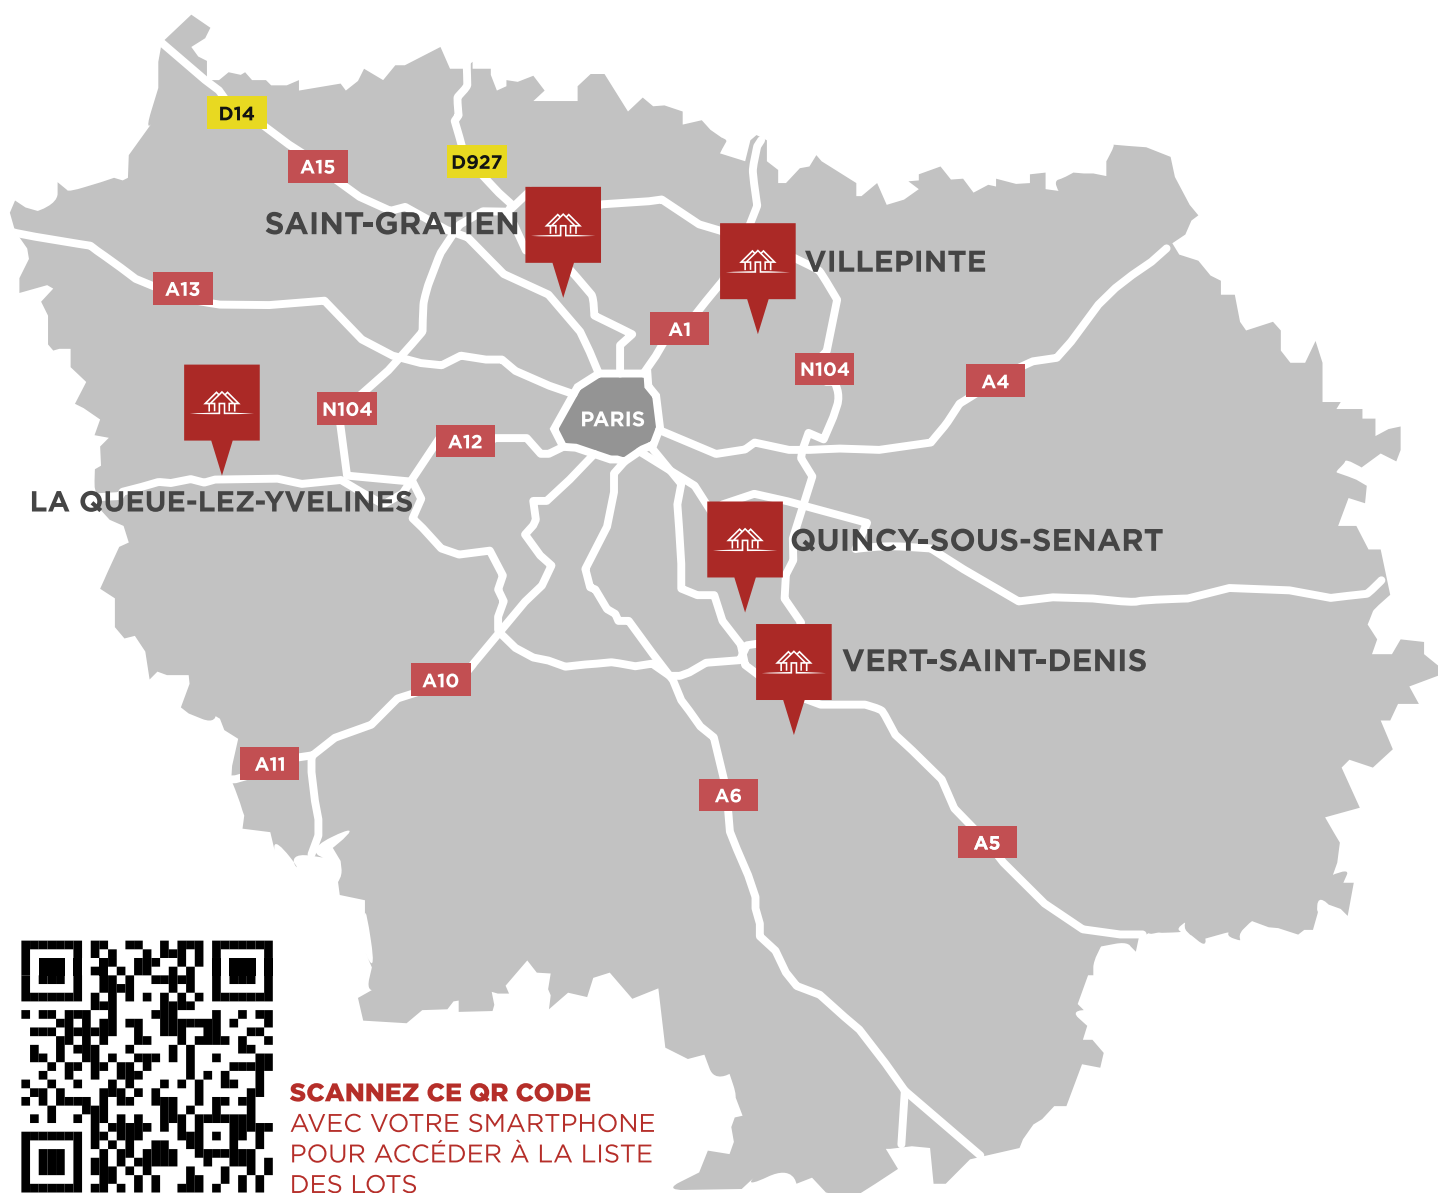 D14
A15
D927
SAINT-GRATIEN
VILLEPINTE
A13
A1
N104
A4
N104
PARIS
A12
LA QUEUE-LEZ-YVELINES
QUINCY-SOUS-SENART
VERT-SAINT-DENIS
A10
A11
A6
A5
SCANNEZ CE QR CODE
AVEC VOTRE SMARTPHONE
POUR ACCÉDER À LA LISTE
DES LOTS